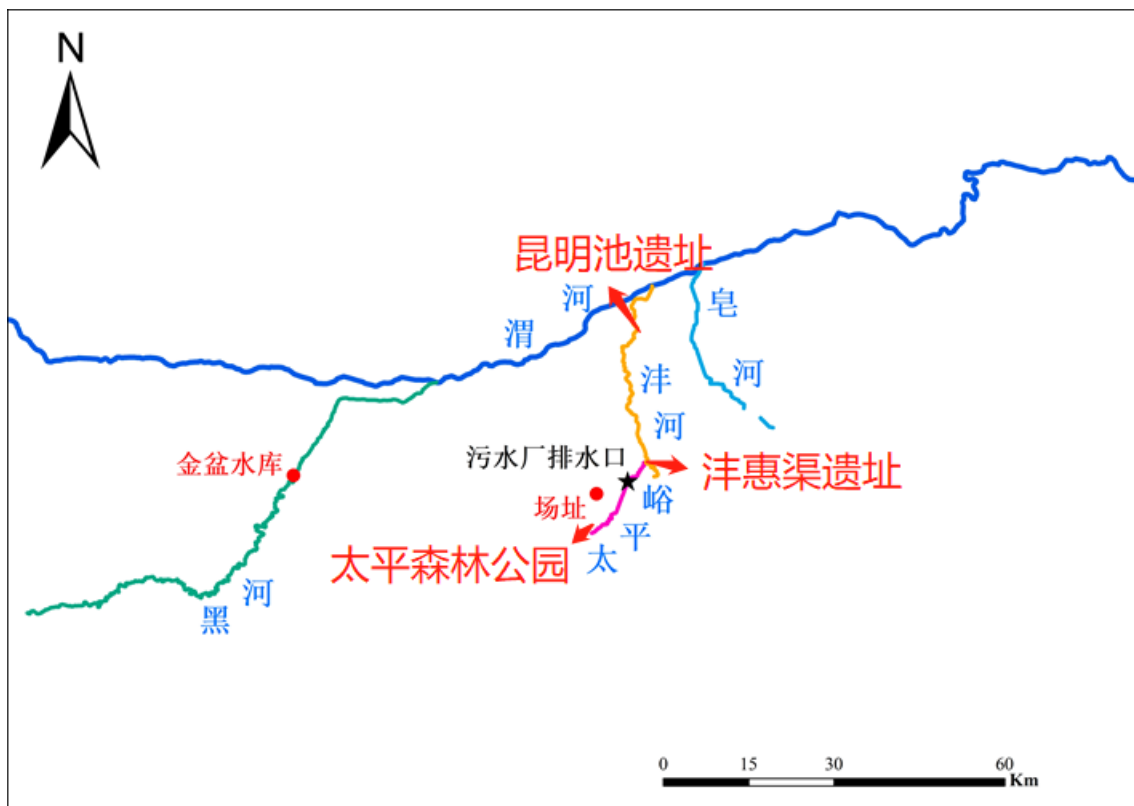 N
昆明池遗址
渭河
皂河
沣河
金盆水库
污水厂排水口
沣惠渠遗址
场址
太平峪
太平森林公园
黑河
0 15 30 60
Km